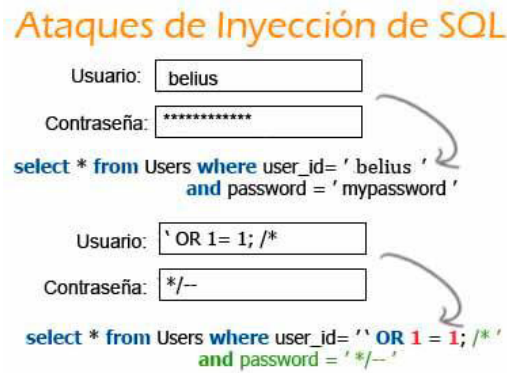 Ataques de Inyección de SQL
Usuario: belius
Contraseña: ************
select * from Users where user_id= ' belius '
and password = ' mypassword '
Usuario: ` OR 1= 1; /*
Contraseña: */--
select * from Users where user_id= '` OR 1 = 1; /* '
and password = ' */-- '